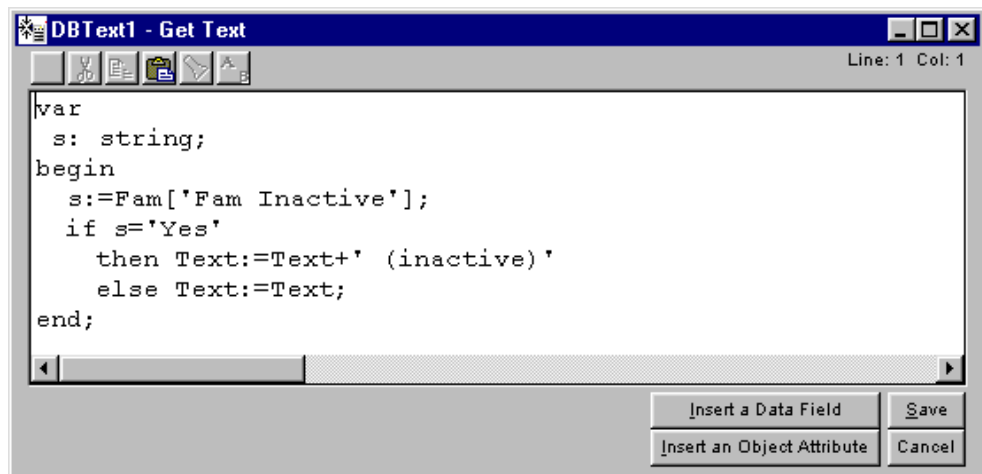 DBText1 - Get Text
Line: 1 Col: 1
var
s: string;
begin
s:=Fam['Fam Inactive'];
if s='Yes'
then Text:=Text+' (inactive)'
else Text:=Text;
end;
Insert a Data Field
Save
Insert an Object Attribute
Cancel